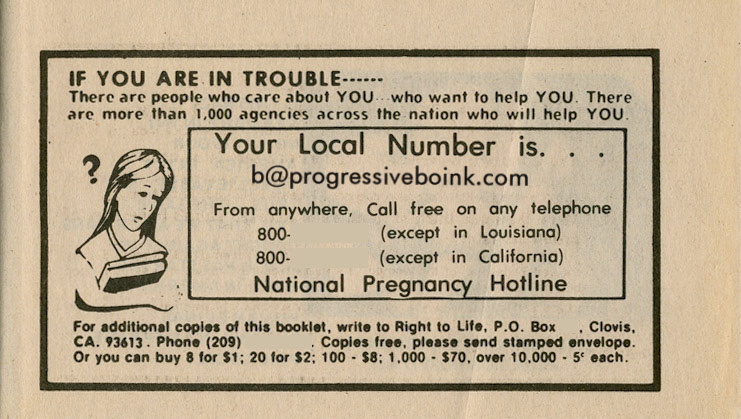 IF YOU ARE IN TROUBLE------
There are people who care about YOU---who want to help YOU. There
are more than 1,000 agencies across the nation who will help YOU.
?
Your Local Number is. . .
b@progressiveboink.com
From anywhere, Call free on any telephone
800- (except in Louisiana)
800- (except in California)
National Pregnancy Hotline
For additional copies of this booklet, write to Right to Life, P.O. Box , Clovis,
CA. 93613. Phone (209) . Copies free, please send stamped envelope.
Or you can buy 8 for $1; 20 for $2; 100 - $8; 1,000 - $70, over 10,000 - 5¢ each.